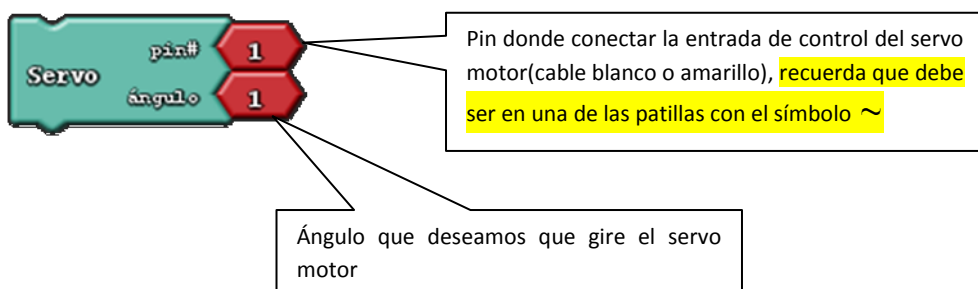 pin# 1
Servo
ángulo 1
Pin donde conectar la entrada de control del servo
motor(cable blanco o amarillo), recuerda que debe
ser en una de las patillas con el símbolo ~
Ángulo que deseamos que gire el servo
motor